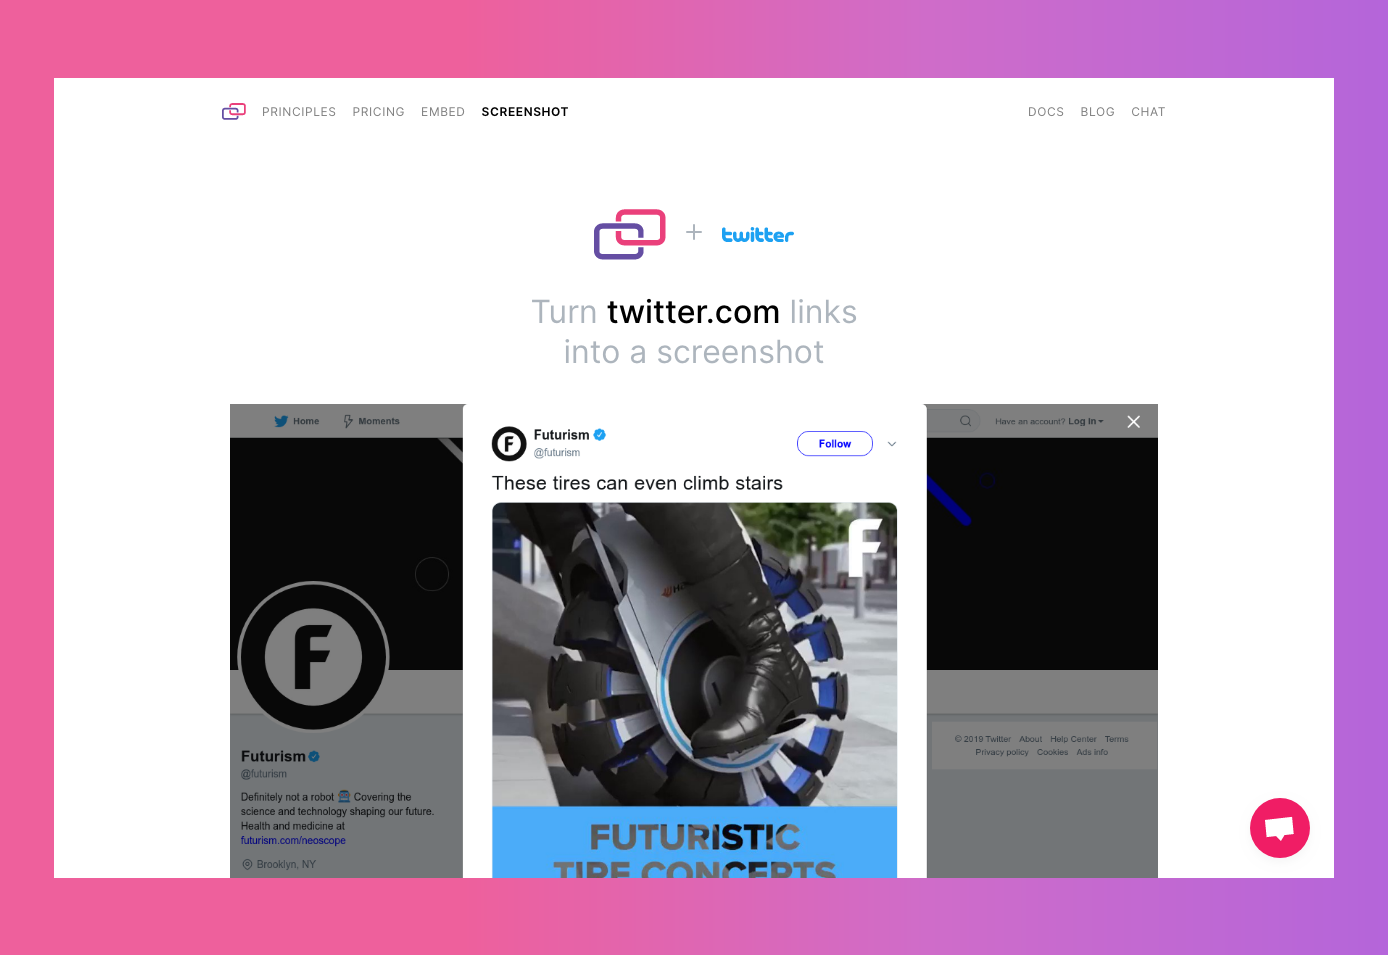 PRINCIPLES PRICING EMBED SCREENSHOT DOCS BLOG CHAT
twitter
Turn twitter.com links
into a screenshot
Home Moments
Have an account? Log in
Futurism
@futurism
Follow
These tires can even climb stairs
F
F
F
FUTURISTIC
TIRE CONCEPTS
Futurism
@futurism
Definitely not a robot Covering the
science and technology shaping our future.
Health and medicine at
futurism.com/neoscope
Brooklyn, NY
© 2019 Twitter About Help Center Terms
Privacy policy Cookies Ads info